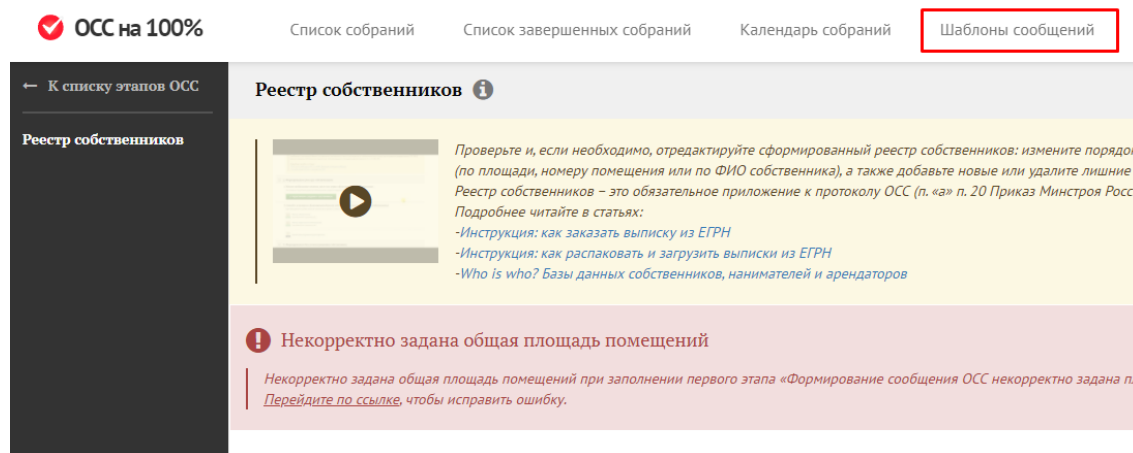 ОСС на 100%
Список собраний
Список завершенных собраний
Календарь собраний
Шаблоны сообщений
← К списку этапов ОСС
Реестр собственников
Реестр собственников
Проверьте и, если необходимо, отредактируйте сформированный реестр собственников: измените порядо
(по площади, номеру помещения или по ФИО собственника), а также добавьте новые или удалите лишние
Реестр собственников – это обязательное приложение к протоколу ОСС (п. «а» п. 20 Приказ Минстроя Росс
Подробнее читайте в статьях:
-Инструкция: как заказать выписку из ЕГРН
-Инструкция: как распаковать и загрузить выписки из ЕГРН
-Who is who? Базы данных собственников, нанимателей и арендаторов
Некорректно задана общая площадь помещений
Некорректно задана общая площадь помещений при заполнении первого этапа «Формирование сообщения ОСС некорректно задана п
Перейдите по ссылке, чтобы исправить ошибку.